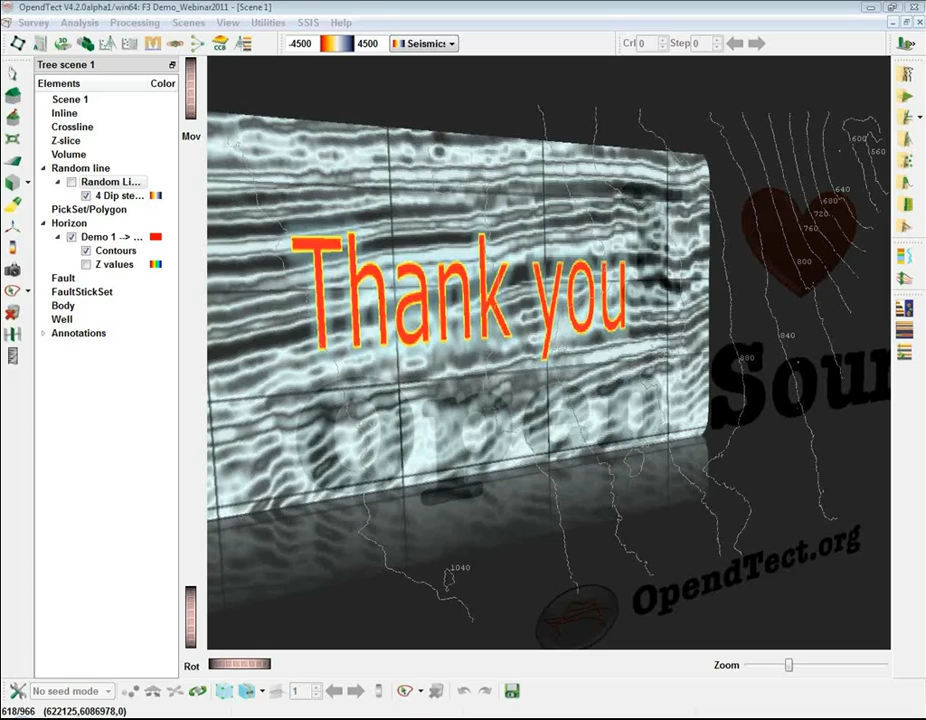 OpendTect V4.2.0alpha1/win64: F3 Demo_Webinar2011 - [Scene 1]
Survey Analysis Processing Scenes View Utilities SSIS Help
-4500 4500 Seismics Crl 0 Step 0
Tree scene 1
Elements Color
Scene 1
Inline
Crossline
Z-slice
Volume
Random line
Random Li...
4 Dip ste...
PickSet/Polygon
Horizon
Demo 1 --> ...
Contours
Z values
Fault
FaultStickSet
Body
Well
Annotations
Mov
Thank you
600
560
640
680
720
760
800
840
880
Sour
OpendTect.org
1040
Rot
Zoom
No seed mode 1
618/966 (622125,6086978,0)